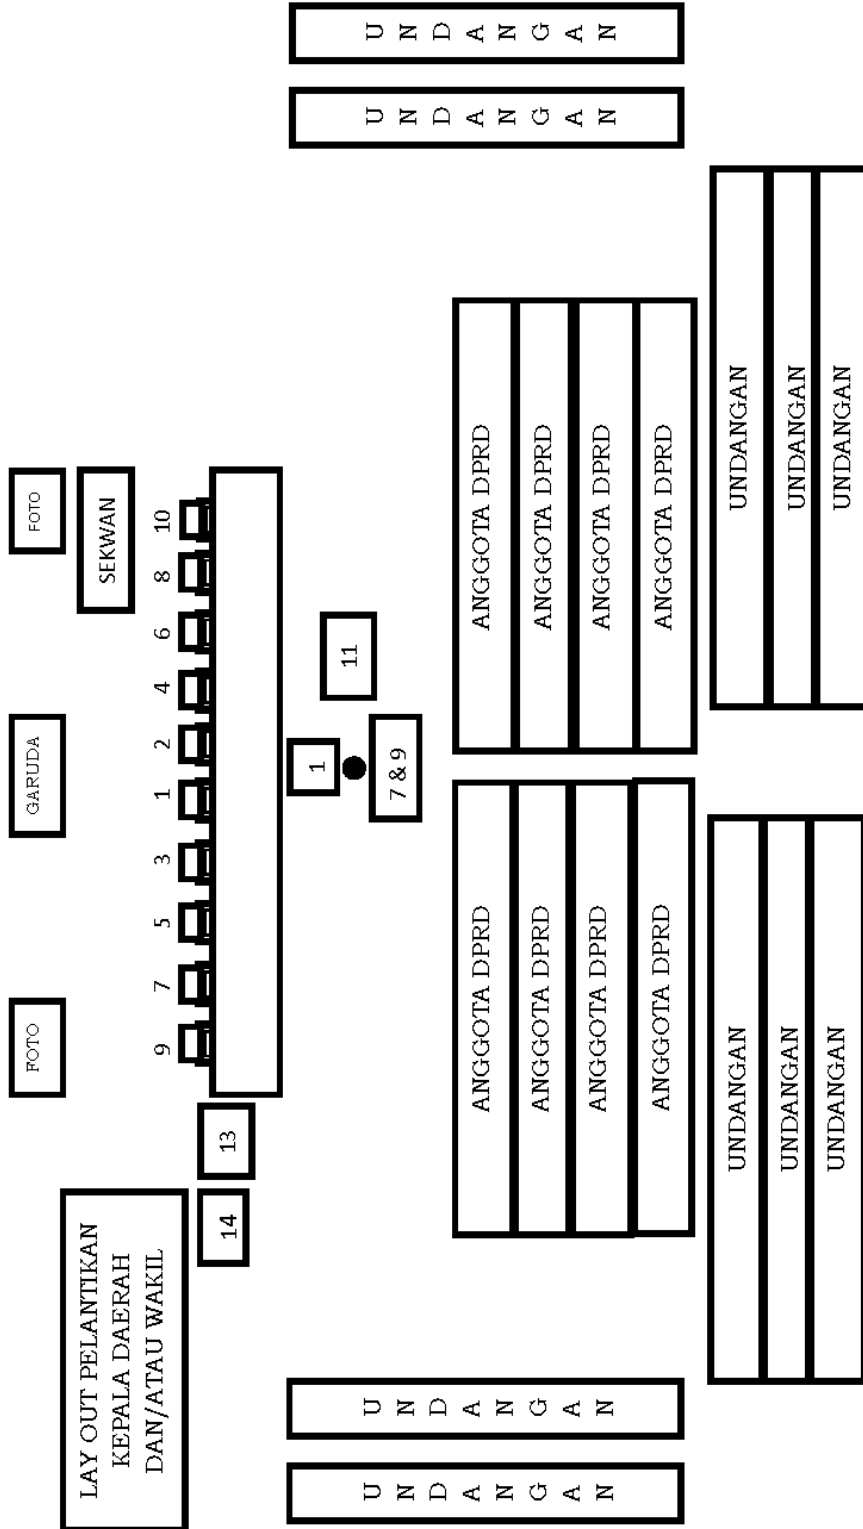 FOTO
GARUDA
FOTO
LAY OUT PELANTIKAN
KEPALA DAERAH
DAN/ATAU WAKIL
SEKWAN
9 7 5 3 1 2 4 6 8 10
14
13
1
11
7 & 9
UNDANGAN
UNDANGAN
UNDANGAN
UNDANGAN
ANGGOTA DPRD
ANGGOTA DPRD
ANGGOTA DPRD
ANGGOTA DPRD
ANGGOTA DPRD
ANGGOTA DPRD
ANGGOTA DPRD
ANGGOTA DPRD
UNDANGAN
UNDANGAN
UNDANGAN
UNDANGAN
UNDANGAN
UNDANGAN